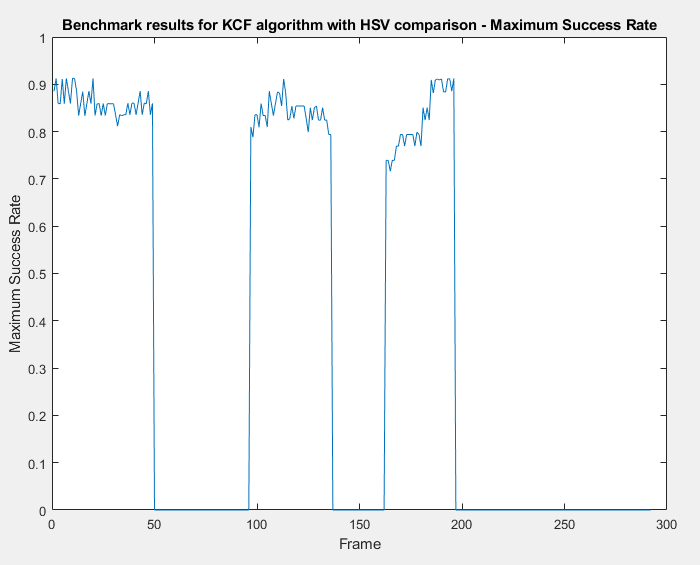 Benchmark results for KCF algorithm with HSV comparison - Maximum Success Rate
1
0.9
0.8
0.7
0.6
0.5
0.4
0.3
0.2
0.1
0
Maximum Success Rate
0 50 100 150 200 250 300
Frame